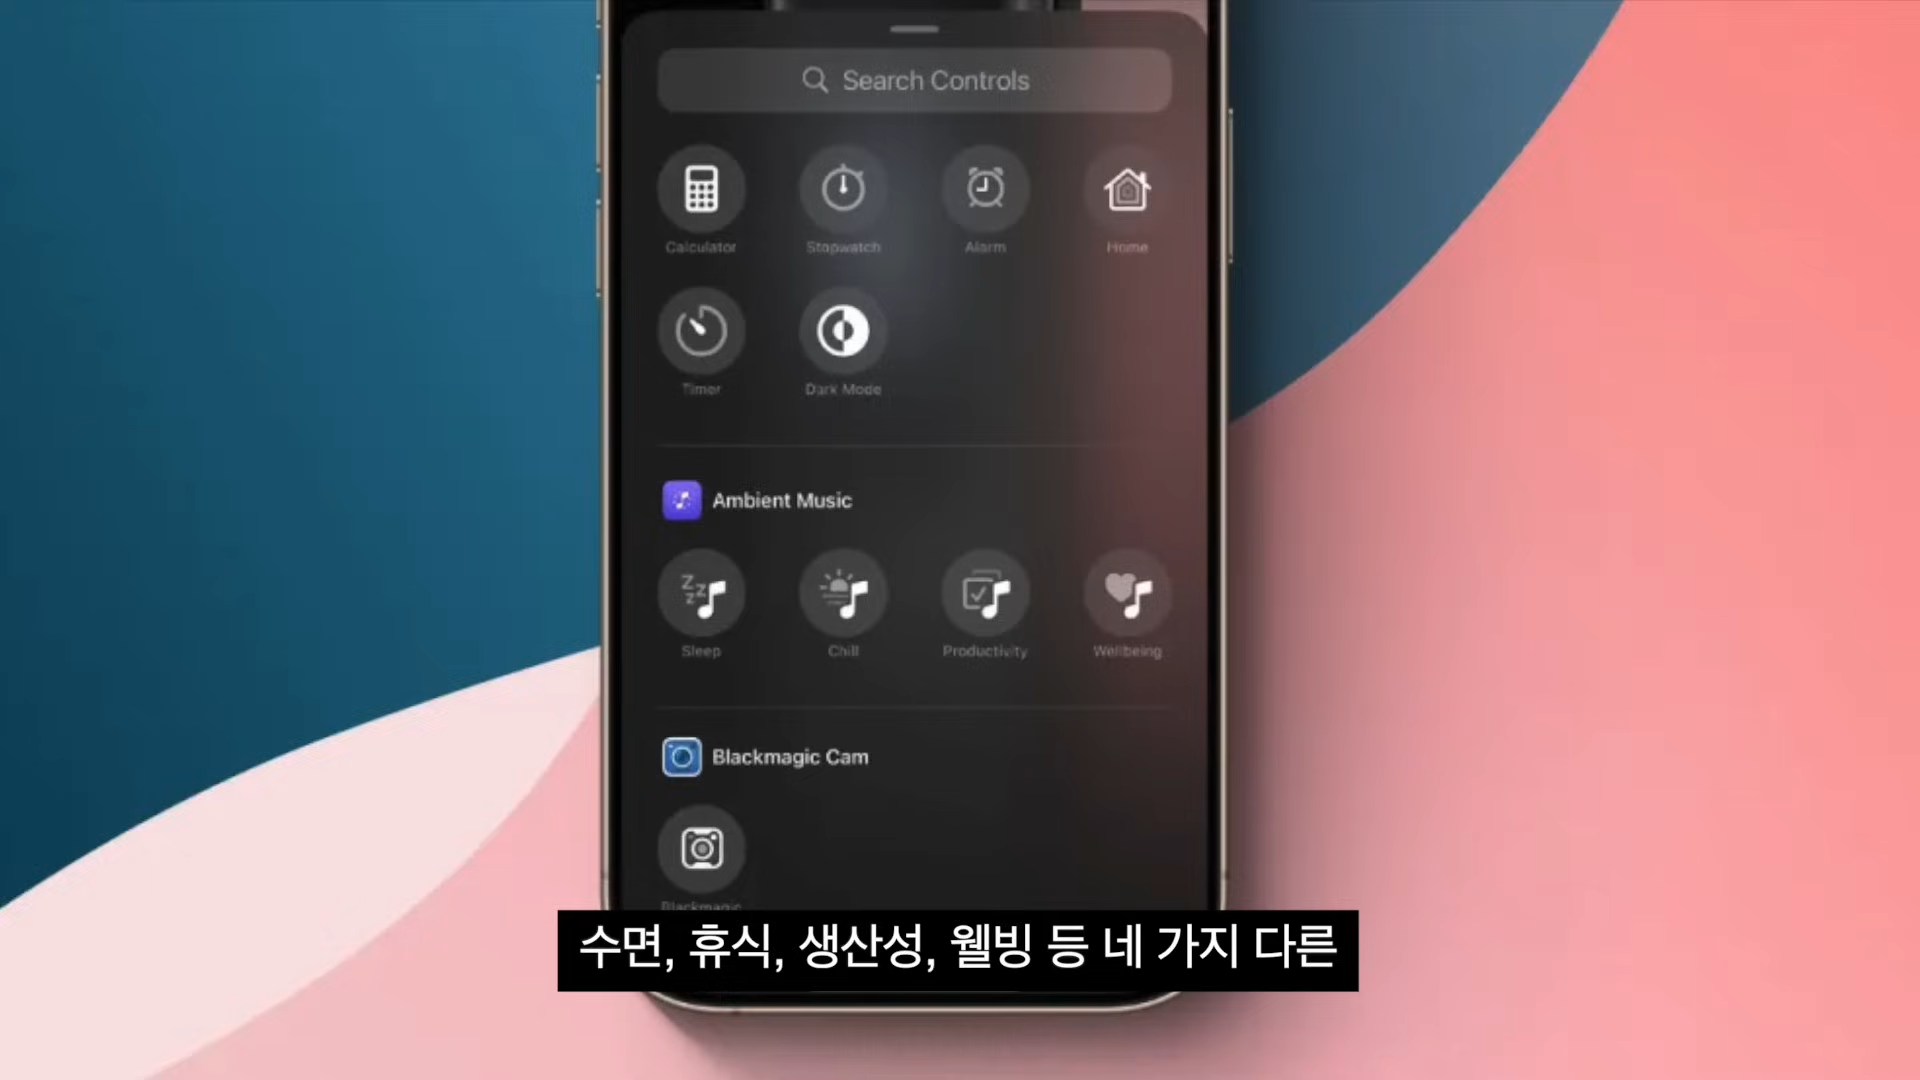 Search Controls
Calculator Stopwatch Alarm Home
Timer Dark Mode
Ambient Music
Sleep Chill Productivity Wellbeing
Blackmagic Cam
Blackmagic
수면, 휴식, 생산성, 웰빙 등 네 가지 다른